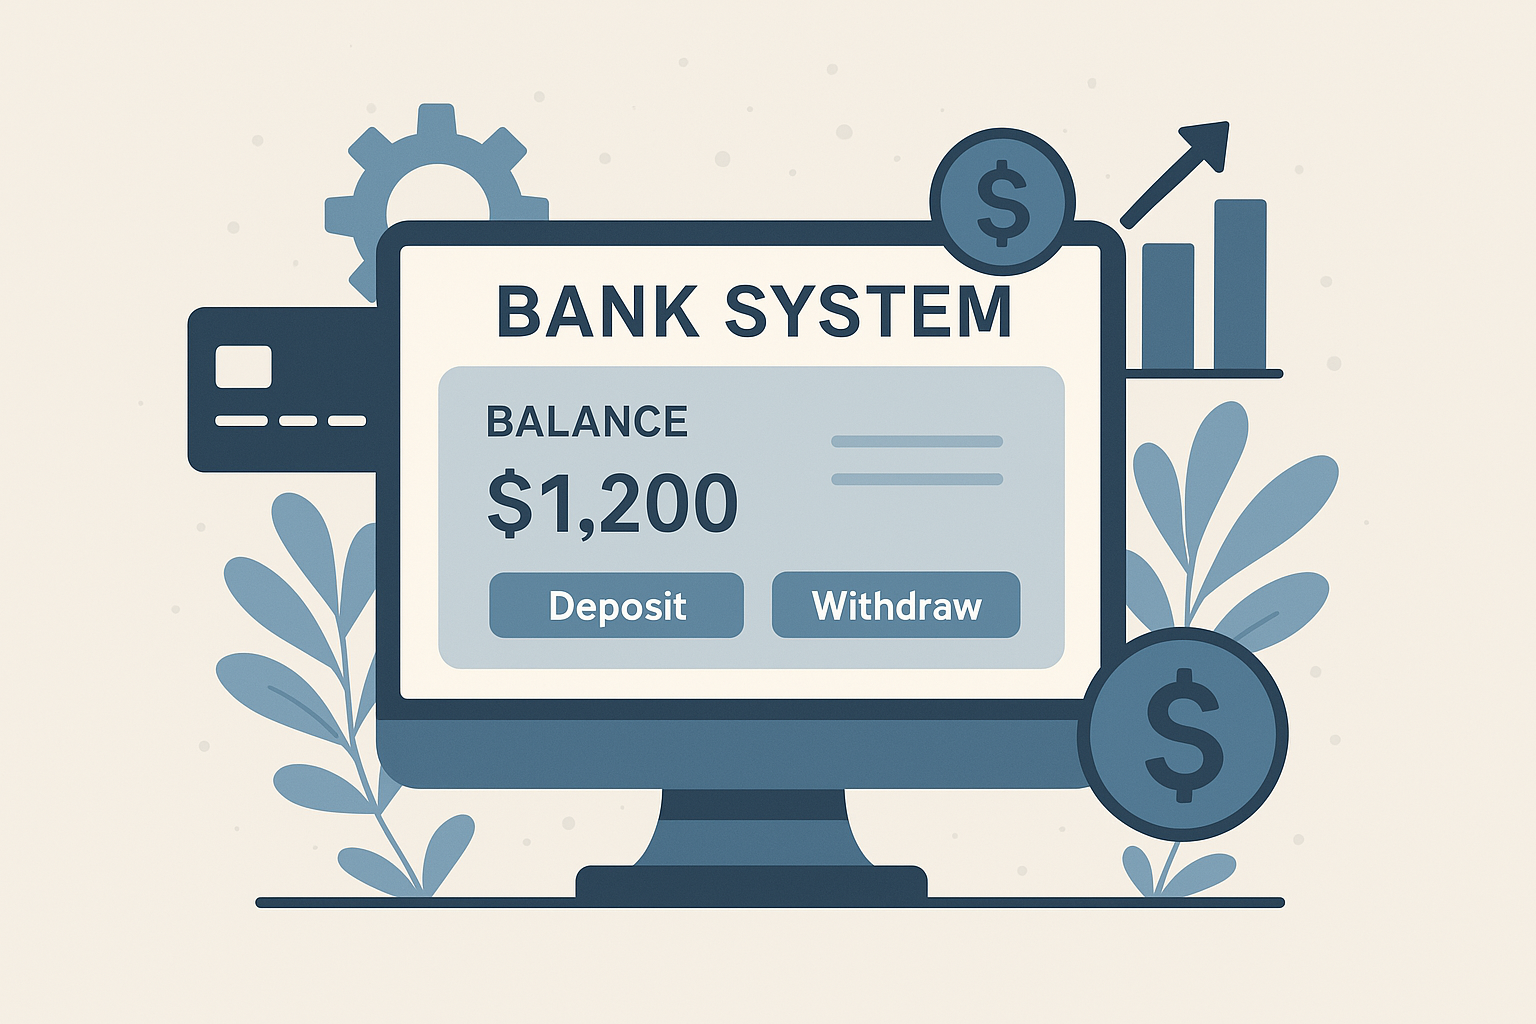 $
BANK SYSTEM
BALANCE
$1,200
Deposit
Withdraw
$